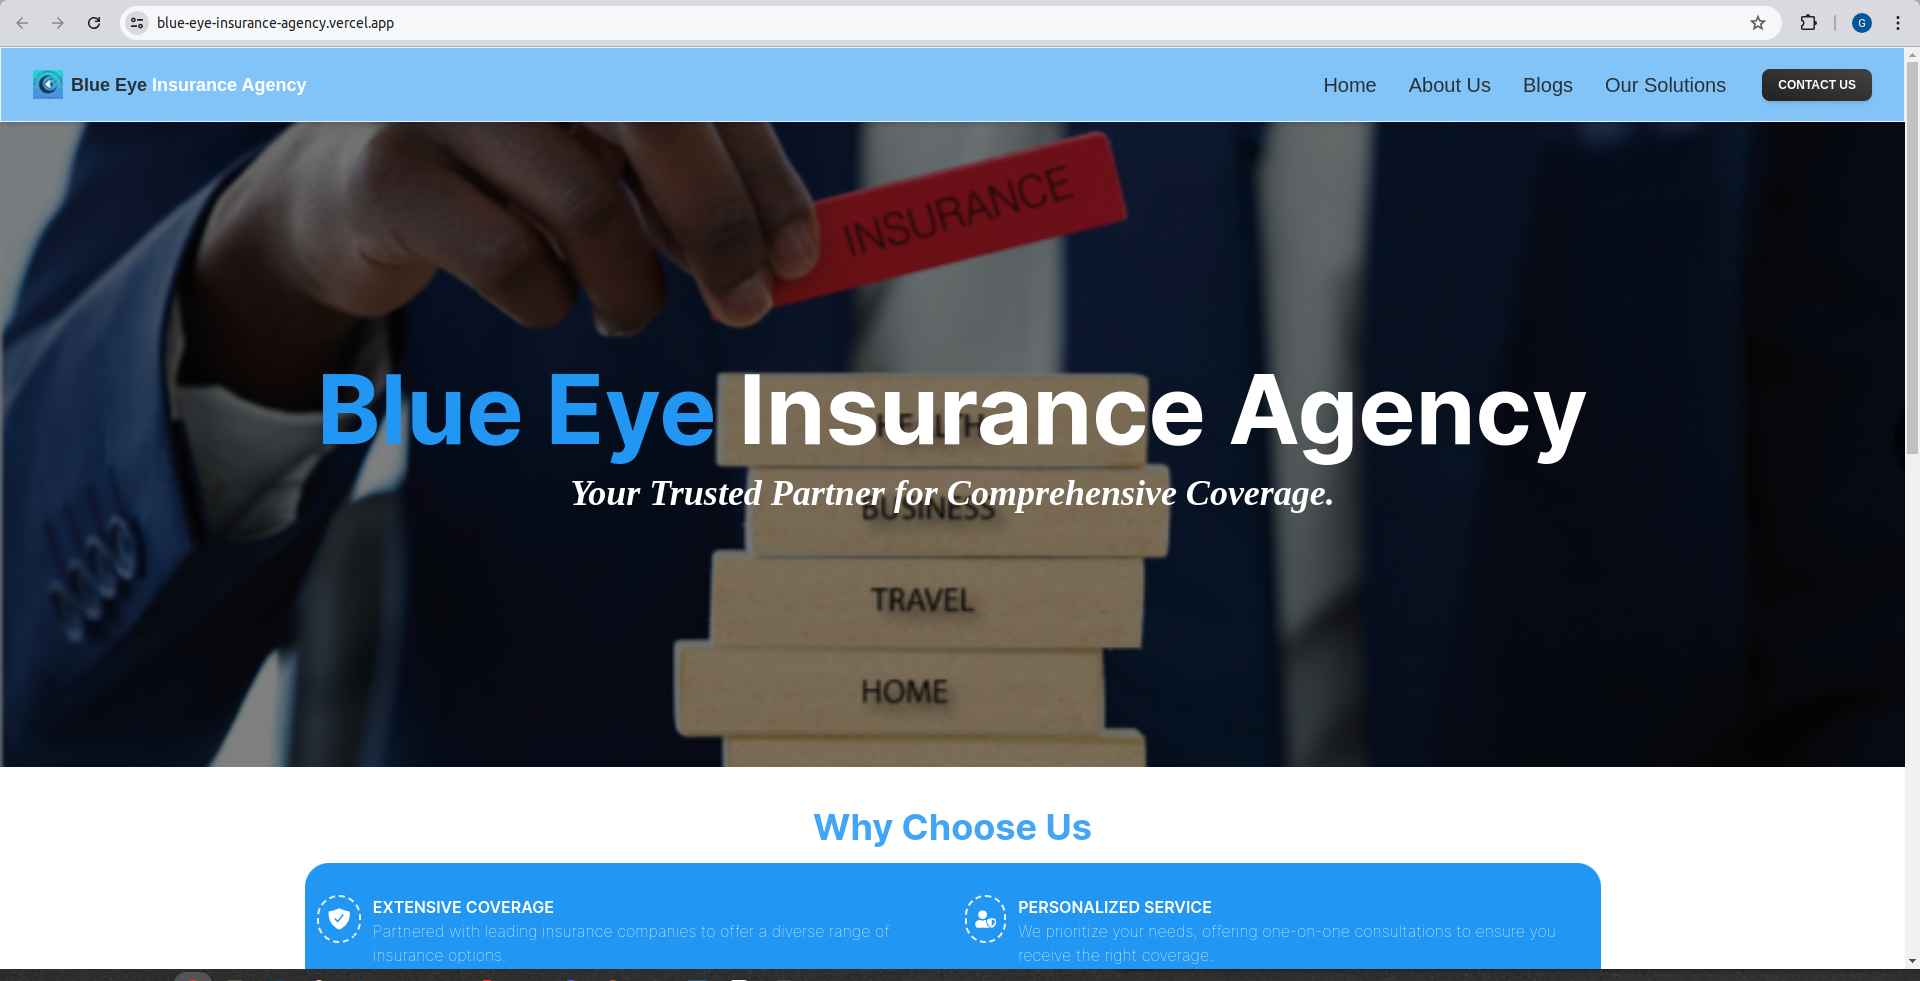 blue-eye-insurance-agency.vercel.app
G
Blue Eye Insurance Agency
Home
About Us
Blogs
Our Solutions
CONTACT US
INSURANCE
Blue Eye Insurance Agency
HEALTH
Your Trusted Partner for Comprehensive Coverage.
BUSINESS
TRAVEL
HOME
Why Choose Us
EXTENSIVE COVERAGE
Partnered with leading insurance companies to offer a diverse range of
insurance options.
PERSONALIZED SERVICE
We prioritize your needs, offering one-on-one consultations to ensure you
receive the right coverage.